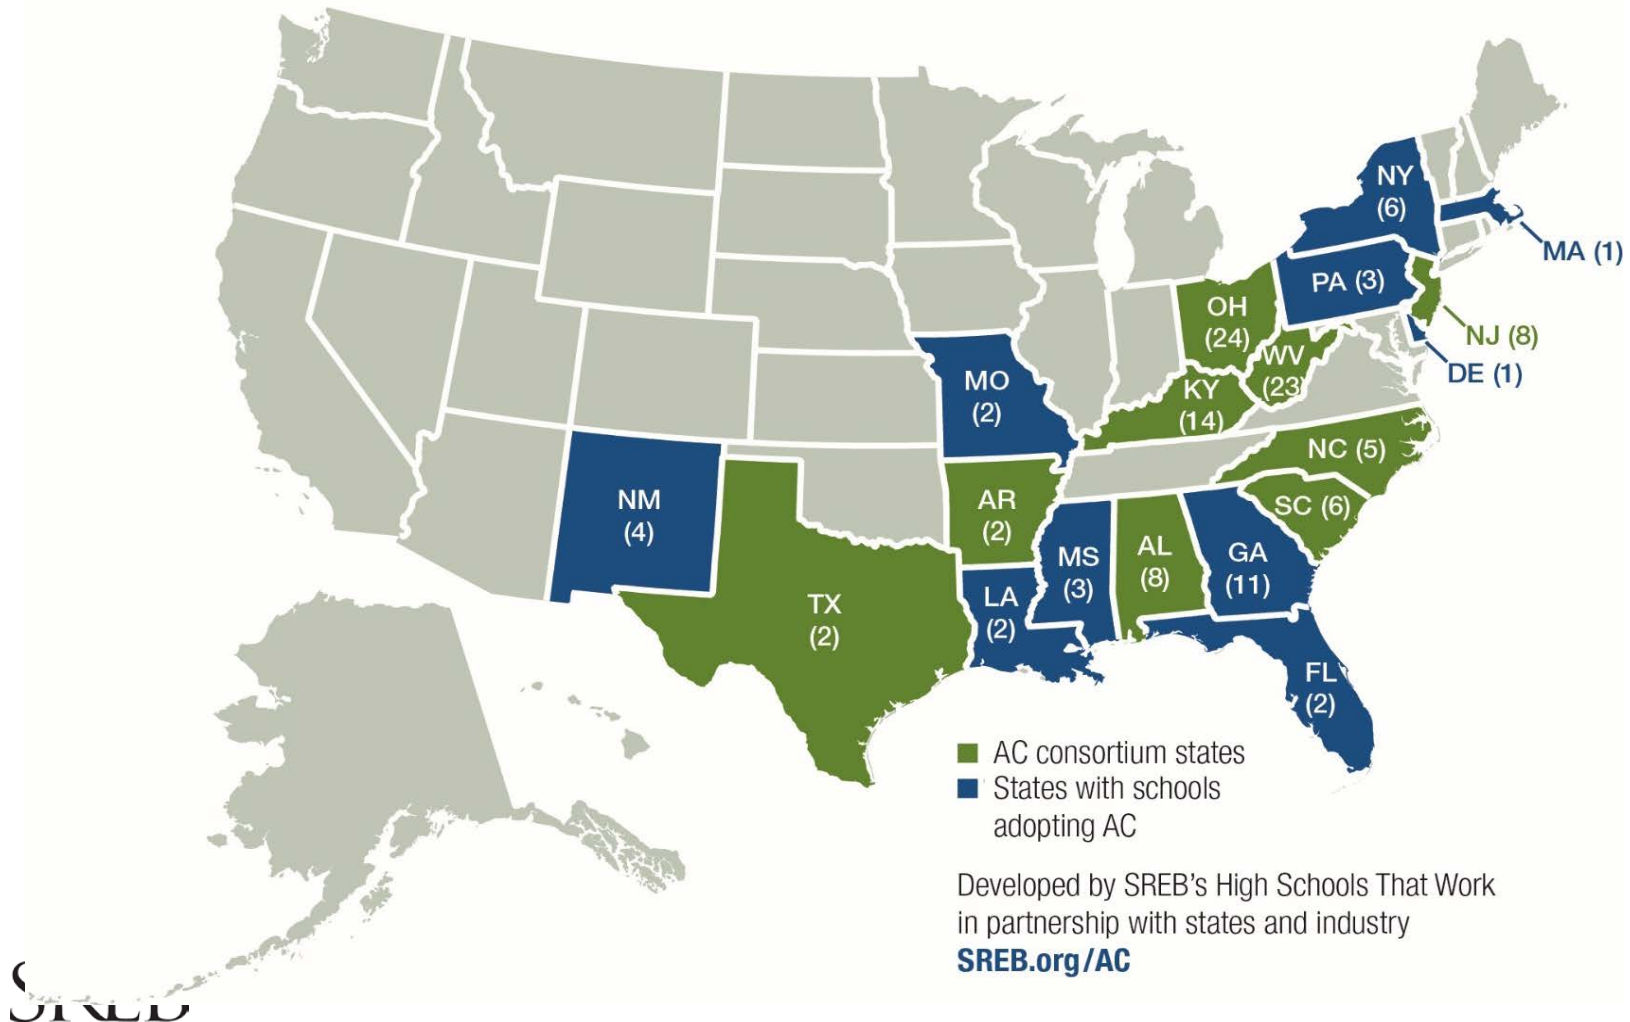 NY
(6)
MA (1)
PA (3)
OH
(24)
NJ (8)
WV
(23)
DE (1)
MO
(2)
KY
(14)
NC (5)
NM
(4)
AR
(2)
SC (6)
MS
(3)
AL
(8)
GA
(11)
TX
(2)
LA
(2)
FL
(2)
AC consortium states
States with schools
adopting AC
Developed by SREB's High Schools That Work
in partnership with states and industry
SREB.org/AC
SREB